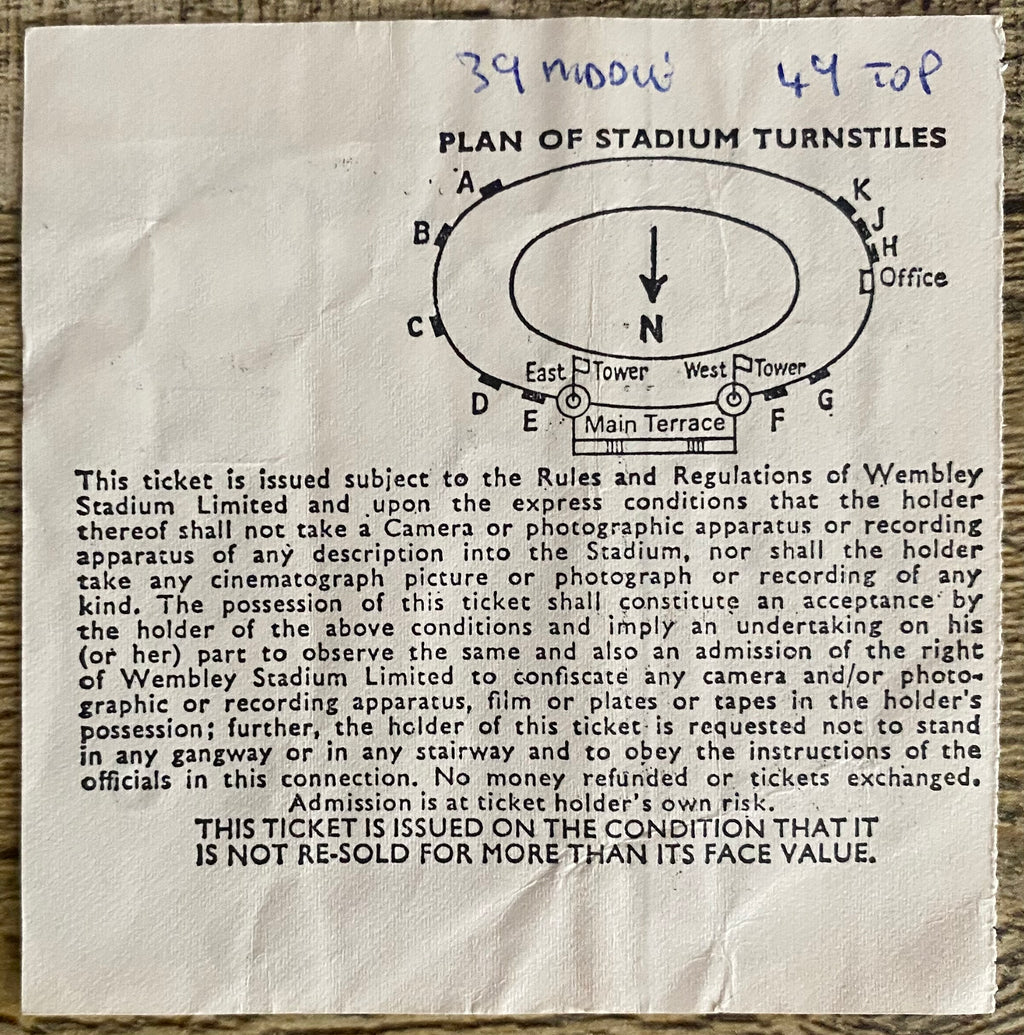 39 MIDDLE 49 TOP
PLAN OF STADIUM TURNSTILES
A
K
B
J
H
Office
C
N
East Tower West Tower
D
E
F
G
Main Terrace
This ticket is issued subject to the Rules and Regulations of Wembley
Stadium Limited and upon the express conditions that the holder
thereof shall not take a Camera or photographic apparatus or recording
apparatus of any description into the Stadium, nor shall the holder
take any cinematograph picture or photograph or recording of any
kind. The possession of this ticket shall constitute an acceptance by
the holder of the above conditions and imply an undertaking on his
(or her) part to observe the same and also an admission of the right
of Wembley Stadium Limited to confiscate any camera and/or photo-
graphic or recording apparatus, film or plates or tapes in the holder's
possession; further, the holder of this ticket is requested not to stand
in any gangway or in any stairway and to obey the instructions of the
officials in this connection. No money refunded or tickets exchanged.
Admission is at ticket holder's own risk.
THIS TICKET IS ISSUED ON THE CONDITION THAT IT
IS NOT RE-SOLD FOR MORE THAN ITS FACE VALUE.